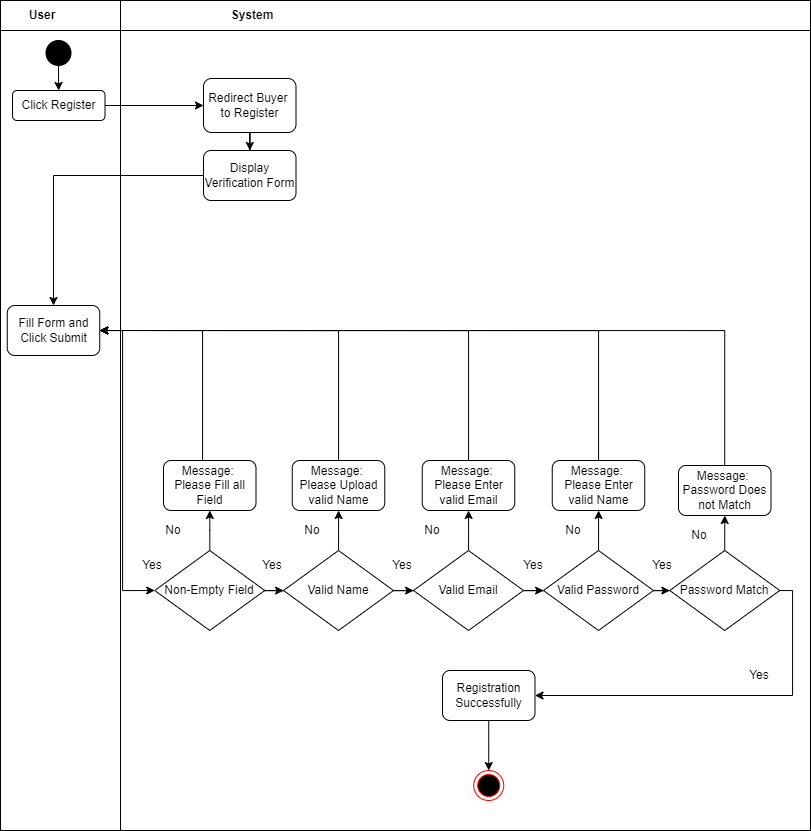 User
System
Click Register
Redirect Buyer
to Register
Display
Verification Form
Fill Form and
Click Submit
Message:
Please Fill all
Field
Message:
Please Upload
valid Name
Message:
Please Enter
valid Email
Message:
Please Enter
valid Name
Message:
Password Does
not Match
No
No
No
No
No
Yes
Yes
Yes
Yes
Yes
Non-Empty Field
Valid Name
Valid Email
Valid Password
Password Match
Yes
Registration
Successfully